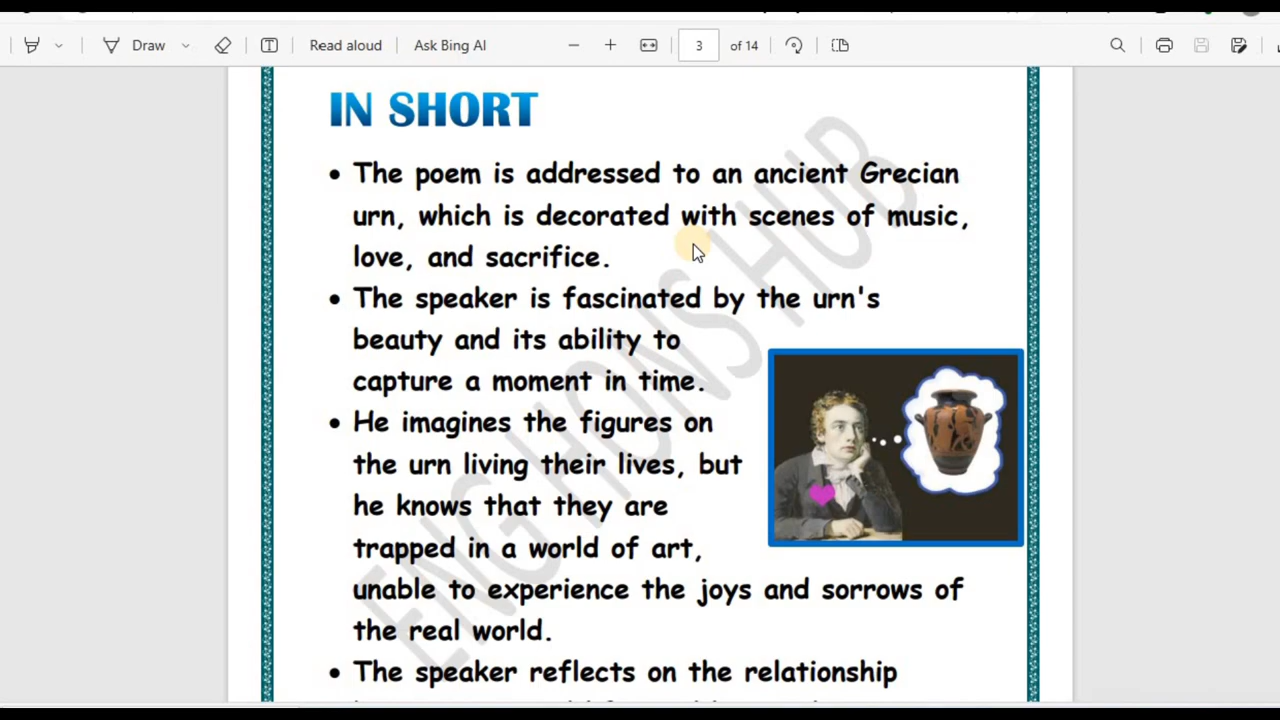 Draw
Read aloud
Ask Bing AI
3
of 14
IN SHORT
• The poem is addressed to an ancient Grecian
urn, which is decorated with scenes of music,
love, and sacrifice.
• The speaker is fascinated by the urn's
beauty and its ability to
capture a moment in time.
• He imagines the figures on
the urn living their lives, but
he knows that they are
trapped in a world of art,
unable to experience the joys and sorrows of
the real world.
• The speaker reflects on the relationship
ENG HONS HUB